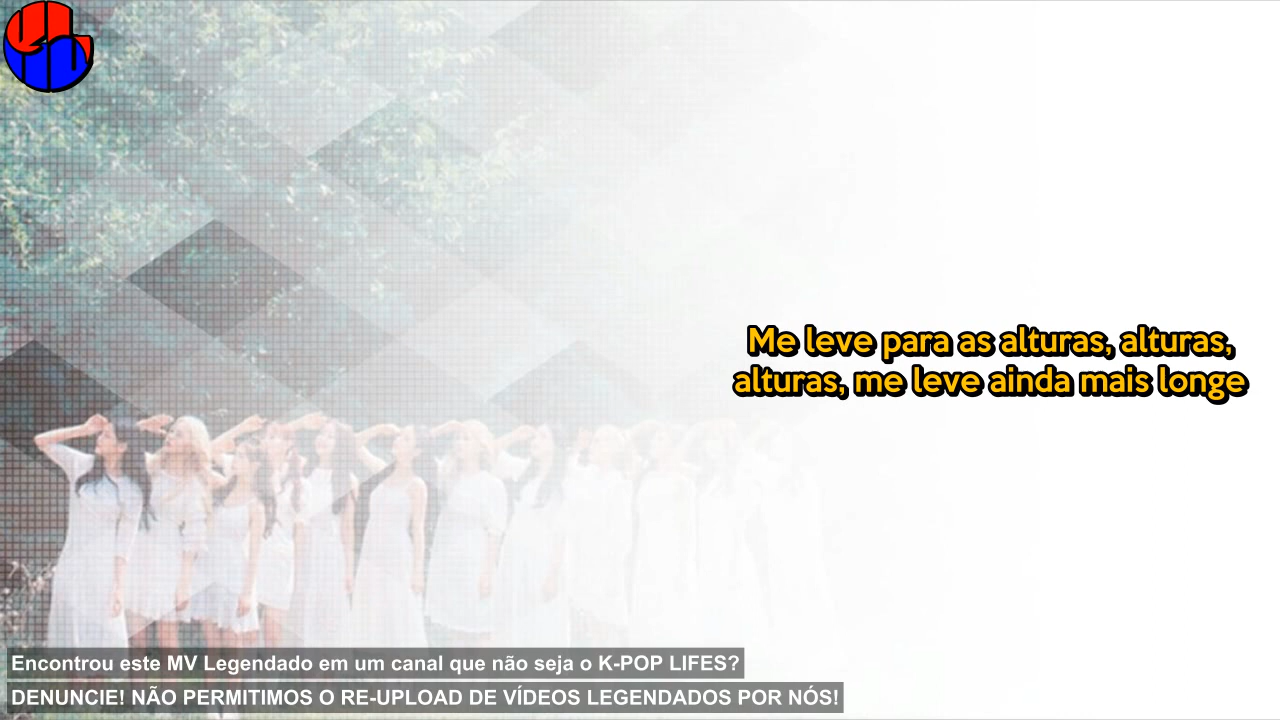 Me leve para as alturas, alturas,
alturas, me leve ainda mais longe
Encontrou este MV Legendado em um canal que não seja o K-POP LIFES?
DENUNCIE! NÃO PERMITIMOS O RE-UPLOAD DE VÍDEOS LEGENDADOS POR NÓS!